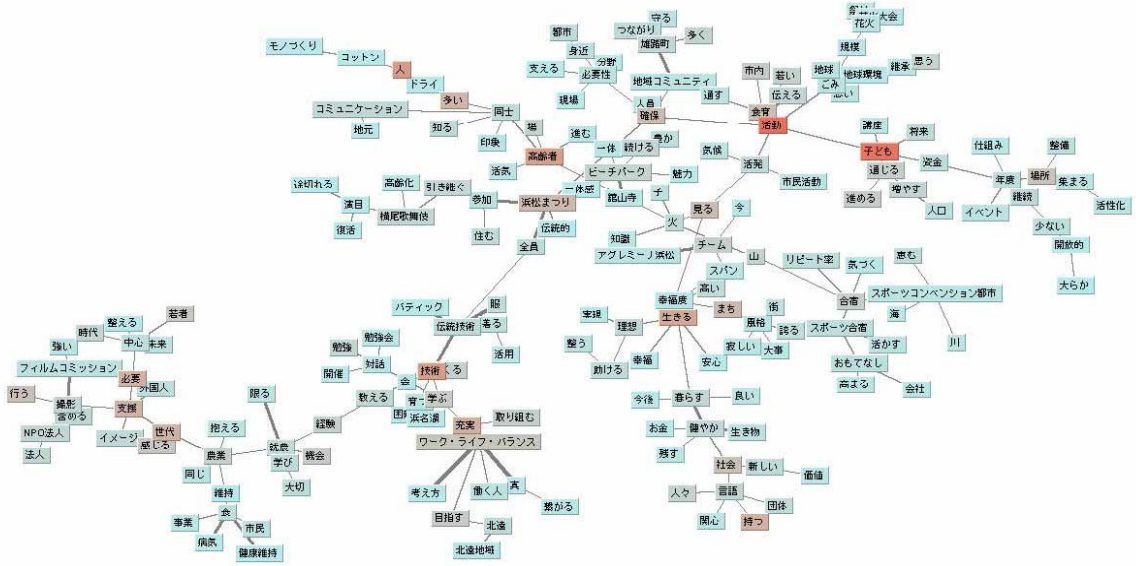 モノづくり
コットン
人
ドライ
コミュニケーション
地元
多い
知る
同士
印象
場
高齢者
活気
都市
身近
分野
支える
必要性
現場
守る
つながり
雄踏町
多く
地域コミュニティ
人員
通す
確保
市内
若い
伝える
食育
活動
花火
規模
地球
地球環境
ごみ
継承
思う
講座
将来
子ども
通じる
進める
増やす
人口
資金
仕組み
年度
イベント
場所
整備
集まる
活性化
継続
少ない
開放的
大らか
進む
一体
続ける
豊か
ビーチパーク
魅力
舘山寺
気候
活発
市民活動
途切れる
演目
復活
高齢化
横尾歌舞伎
引き継ぐ
参加
住む
一体感
浜松まつり
伝統的
全員
子
火
知識
見る
今
チーム
アグレミーナ浜松
スパン
山
高い
幸福度
まち
生きる
実現
理想
整う
助ける
幸福
安心
街
風格
誇る
寂しい
大事
リピート率
気づく
恵む
合宿
スポーツコンベンション都市
海
川
スポーツ合宿
活かす
おもてなし
高まる
会社
バティック
服
伝統技術
着る
活用
勉強会
勉強
対話
開催
技術
会
教える
学ぶ
浜名湖
充実
取り組む
ワーク・ライフ・バランス
考え方
働く人
真
繋がる
目指す
北遠
北遠地域
今後
暮らす
良い
お金
健やか
生き物
残す
社会
新しい
価値
人々
言語
団体
関心
持つ
若者
時代
整える
中心
未来
強い
フィルムコミッション
必要
外国人
行う
撮影
含める
支援
NPO法人
法人
イメージ
世代
感じる
抱える
農業
同じ
維持
食
事業
市民
病気
健康維持
限る
就農
学び
機会
大切
経験